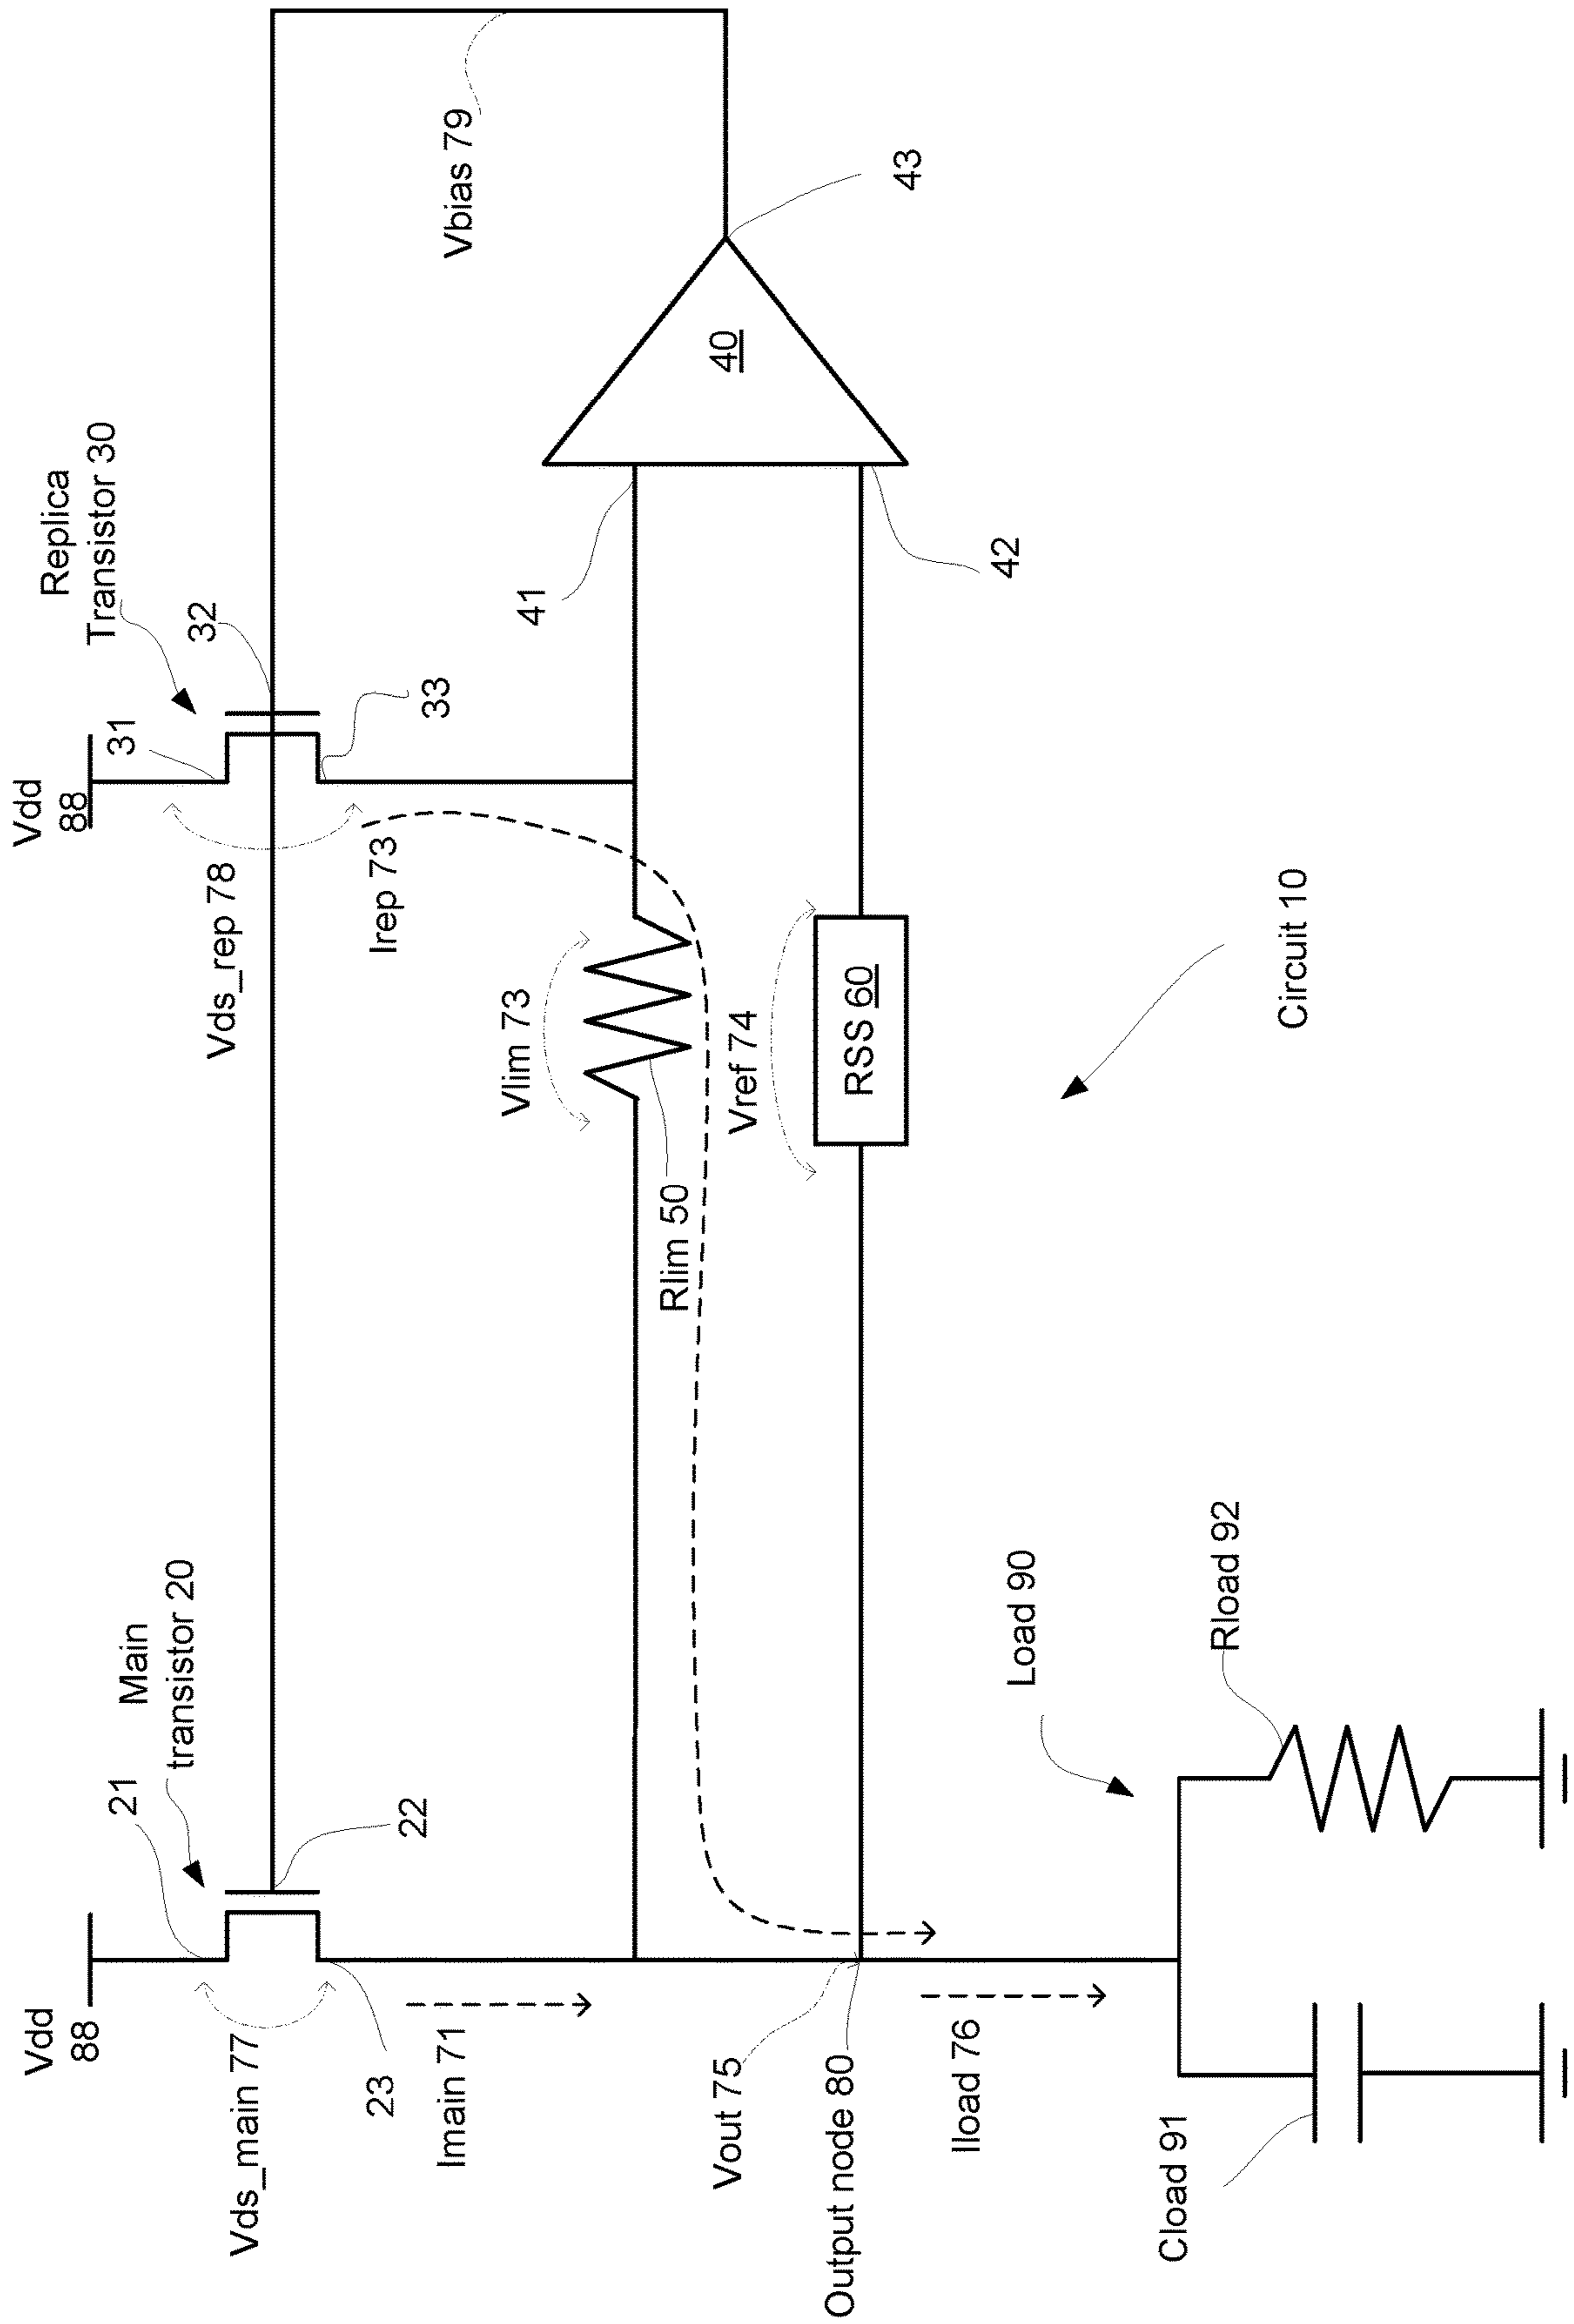 Vdd
88
Vdd
88
Replica
Transistor 30
Main
transistor 20
21
31
32
Vds_main 77
Vds_rep 78
23
22
Irep 73
33
Imain 71
Vbias 79
Vlim 73
41
Rlim 50
Vout 75
Vref 74
40
Output node 80
RSS 60
43
Iload 76
Load 90
42
Cload 91
Rload 92
Circuit 10